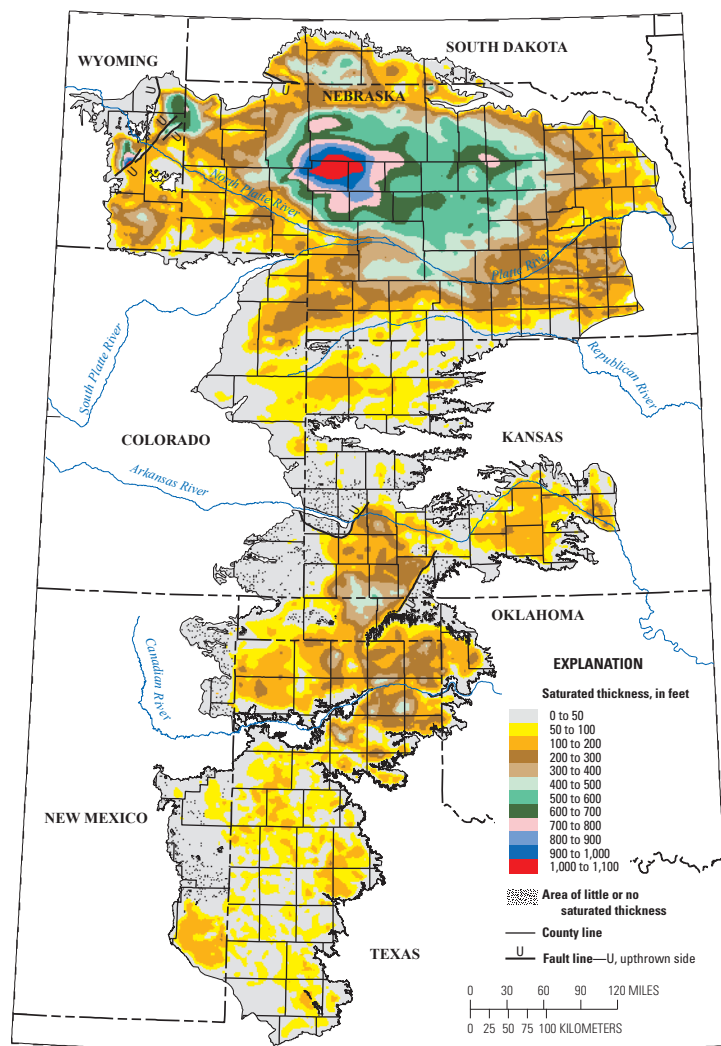 SOUTH DAKOTA
WYOMING
U
U
NEBRASKA
U
U
U
North Platte River
Platte River
South Platte River
Republican River
COLORADO
KANSAS
Arkansas River
U
U
OKLAHOMA
Canadian River
EXPLANATION
Saturated thickness, in feet
0 to 50
50 to 100
100 to 200
200 to 300
300 to 400
400 to 500
500 to 600
600 to 700
700 to 800
800 to 900
900 to 1,000
1,000 to 1,100
NEW MEXICO
Area of little or no
saturated thickness
County line
U
Fault line—U, upthrown side
TEXAS
0 30 60 90 120 MILES
0 25 50 75 100 KILOMETERS